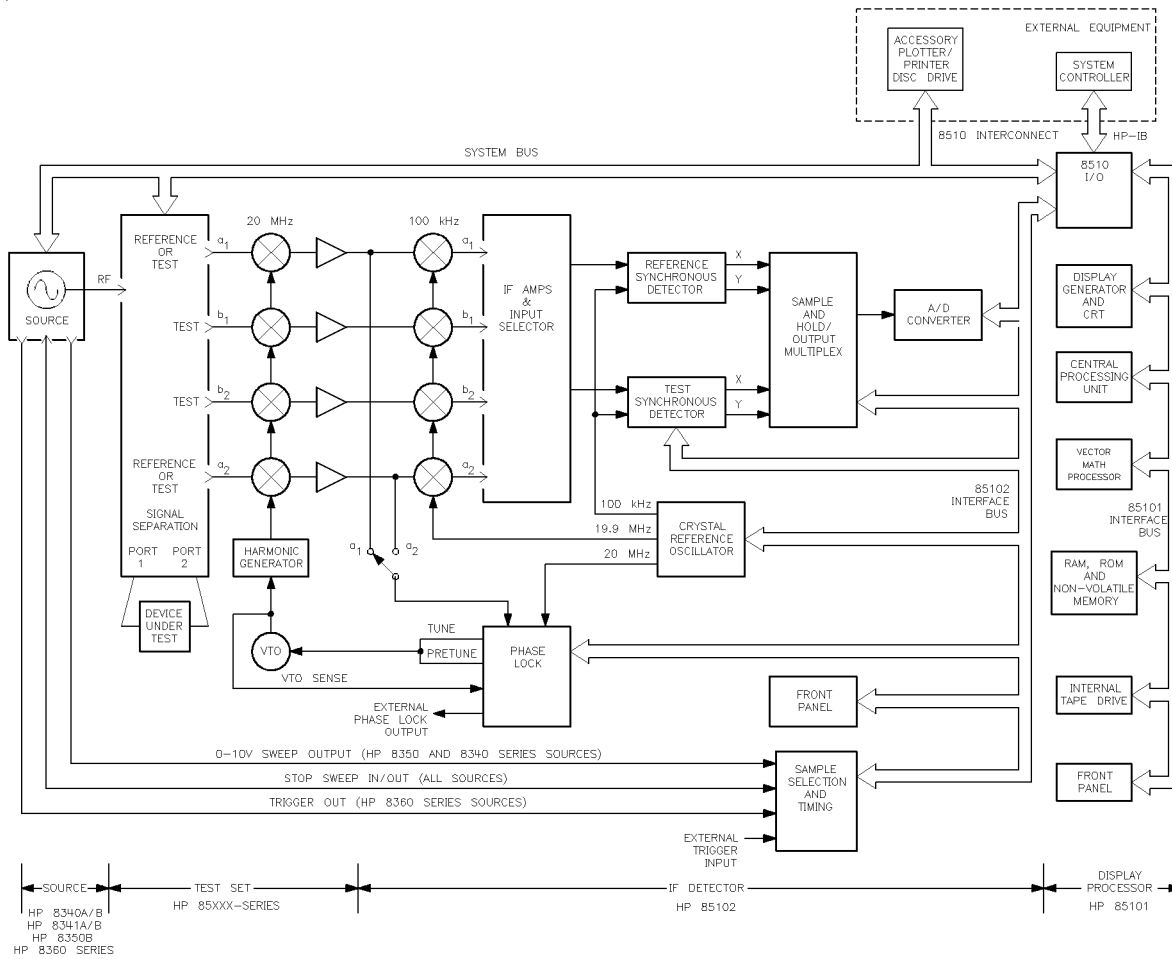 EXTERNAL EQUIPMENT
ACCESSORY
PLOTTER/
PRINTER
DISC DRIVE
SYSTEM
CONTROLLER
8510 INTERCONNECT
HP-IB
SYSTEM BUS
8510
I/O
20 MHz
100 kHz
REFERENCE
OR
TEST
a1
a1
RF
SOURCE
TEST
b1
b1
TEST
b2
b2
REFERENCE
OR
TEST
a2
a2
SIGNAL
SEPARATION
PORT
1
PORT
2
DEVICE
UNDER
TEST
IF AMPS
&
INPUT
SELECTOR
REFERENCE
SYNCHRONOUS
DETECTOR
X
Y
TEST
SYNCHRONOUS
DETECTOR
X
Y
SAMPLE
AND
HOLD/
OUTPUT
MULTIPLEX
A/D
CONVERTER
DISPLAY
GENERATOR
AND
CRT
CENTRAL
PROCESSING
UNIT
VECTOR
MATH
PROCESSOR
85102
INTERFACE
BUS
85101
INTERFACE
BUS
RAM, ROM
AND
NON-VOLATILE
MEMORY
100 kHz
19.9 MHz
20 MHz
CRYSTAL
REFERENCE
OSCILLATOR
HARMONIC
GENERATOR
a1
a2
VTO
TUNE
PRETUNE
PHASE
LOCK
VTO SENSE
EXTERNAL
PHASE LOCK
OUTPUT
FRONT
PANEL
INTERNAL
TAPE DRIVE
0-10V SWEEP OUTPUT (HP 8350 AND 8340 SERIES SOURCES)
STOP SWEEP IN/OUT (ALL SOURCES)
TRIGGER OUT (HP 8360 SERIES SOURCES)
SAMPLE
SELECTION
AND
TIMING
FRONT
PANEL
EXTERNAL
TRIGGER
INPUT
SOURCE
HP 8340A/B
HP 8341A/B
HP 8350B
HP 8360 SERIES
TEST SET
HP 85XXX-SERIES
IF DETECTOR
HP 85102
DISPLAY
PROCESSOR
HP 85101